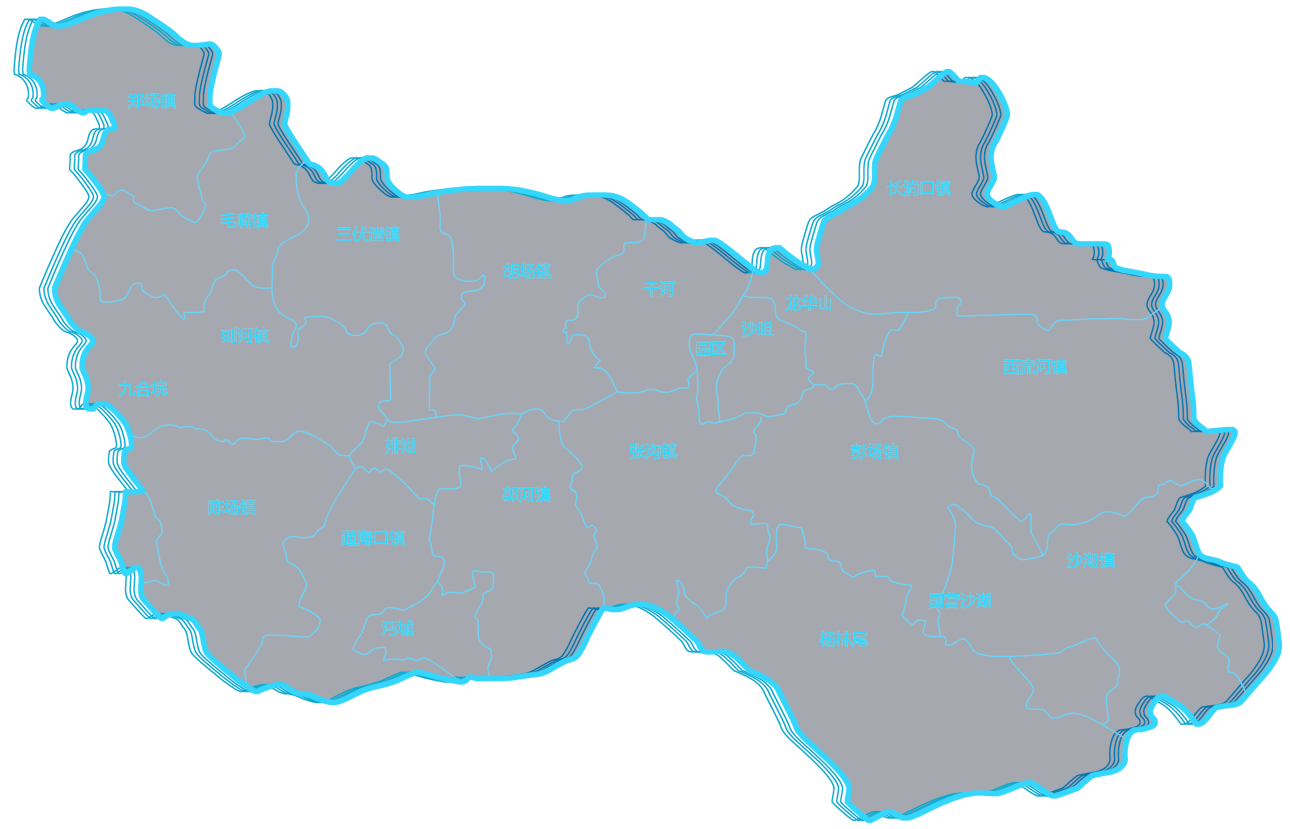 郑场镇
长埫口镇
毛嘴镇
三伏潭镇
胡场镇
干河
龙华山
沙咀
剅河镇
园区
西流河镇
九合垸
排湖
张沟镇
彭场镇
郭河镇
陈场镇
通海口镇
沙湖镇
国营沙湖
沔城
杨林尾